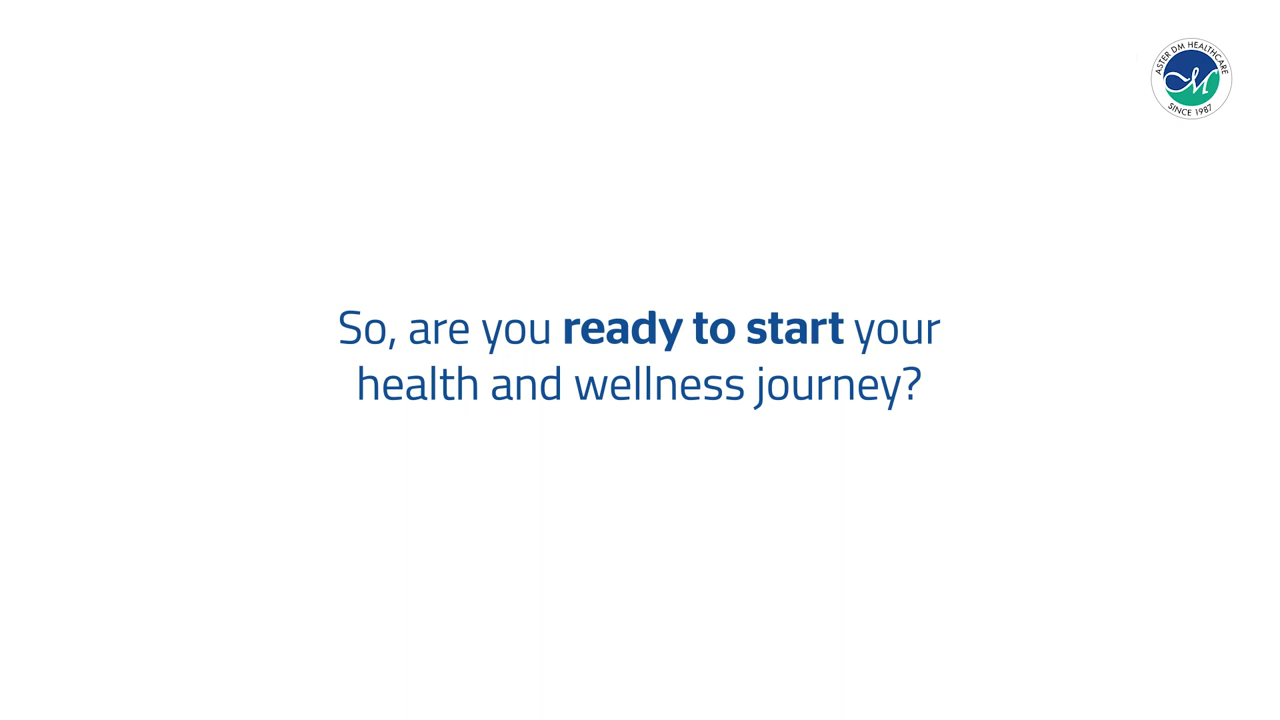 ASTER DM HEALTHCARE
SINCE 1987
So, are you ready to start your
health and wellness journey?